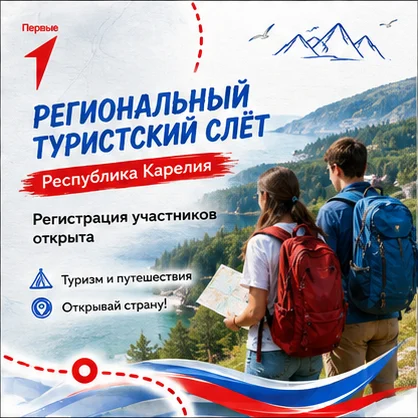 Первые
РЕГИОНАЛЬНЫЙ
ТУРИСТСКИЙ СЛЁТ
Республика Карелия
Регистрация участников
открыта
Туризм и путешествия
Открывай страну!